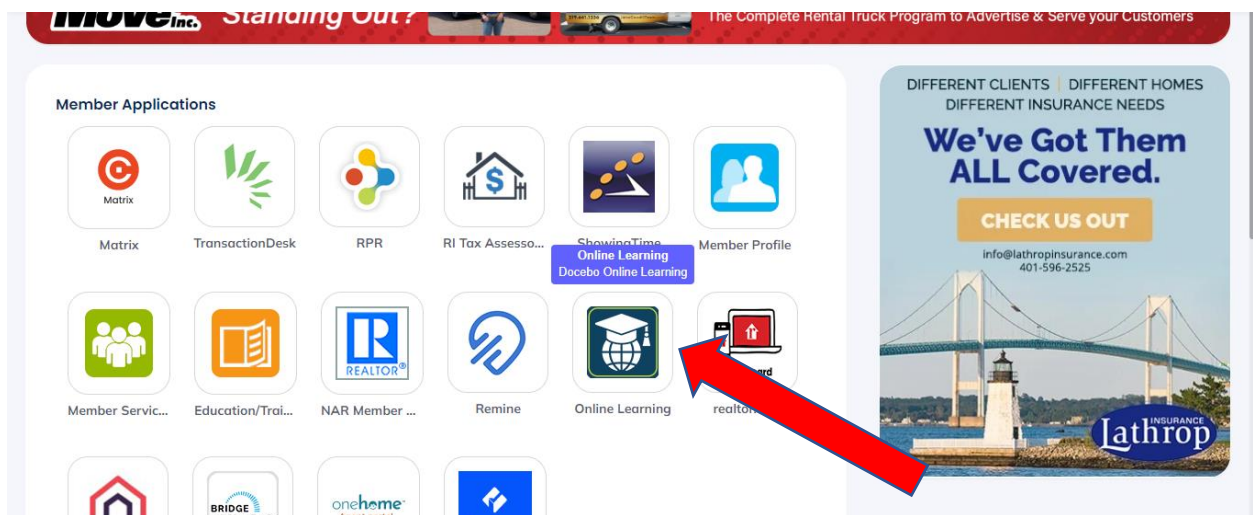 Move Inc.
Standing Out?
The Complete Rental Truck Program to Advertise & Serve your Customers
Member Applications
Matrix
Matrix
TransactionDesk
RPR
$
RI Tax Assesso...
ShowingTime
Member Profile
Online Learning
Docebo Online Learning
Member Servic...
Education/Trai...
R
REALTOR®
NAR Member ...
Remine
Online Learning
BRIDGE
onehome
DIFFERENT CLIENTS | DIFFERENT HOMES
DIFFERENT INSURANCE NEEDS
We've Got Them
ALL Covered.
CHECK US OUT
info@lathropinsurance.com
401-596-2525
Lathrop
INSURANCE